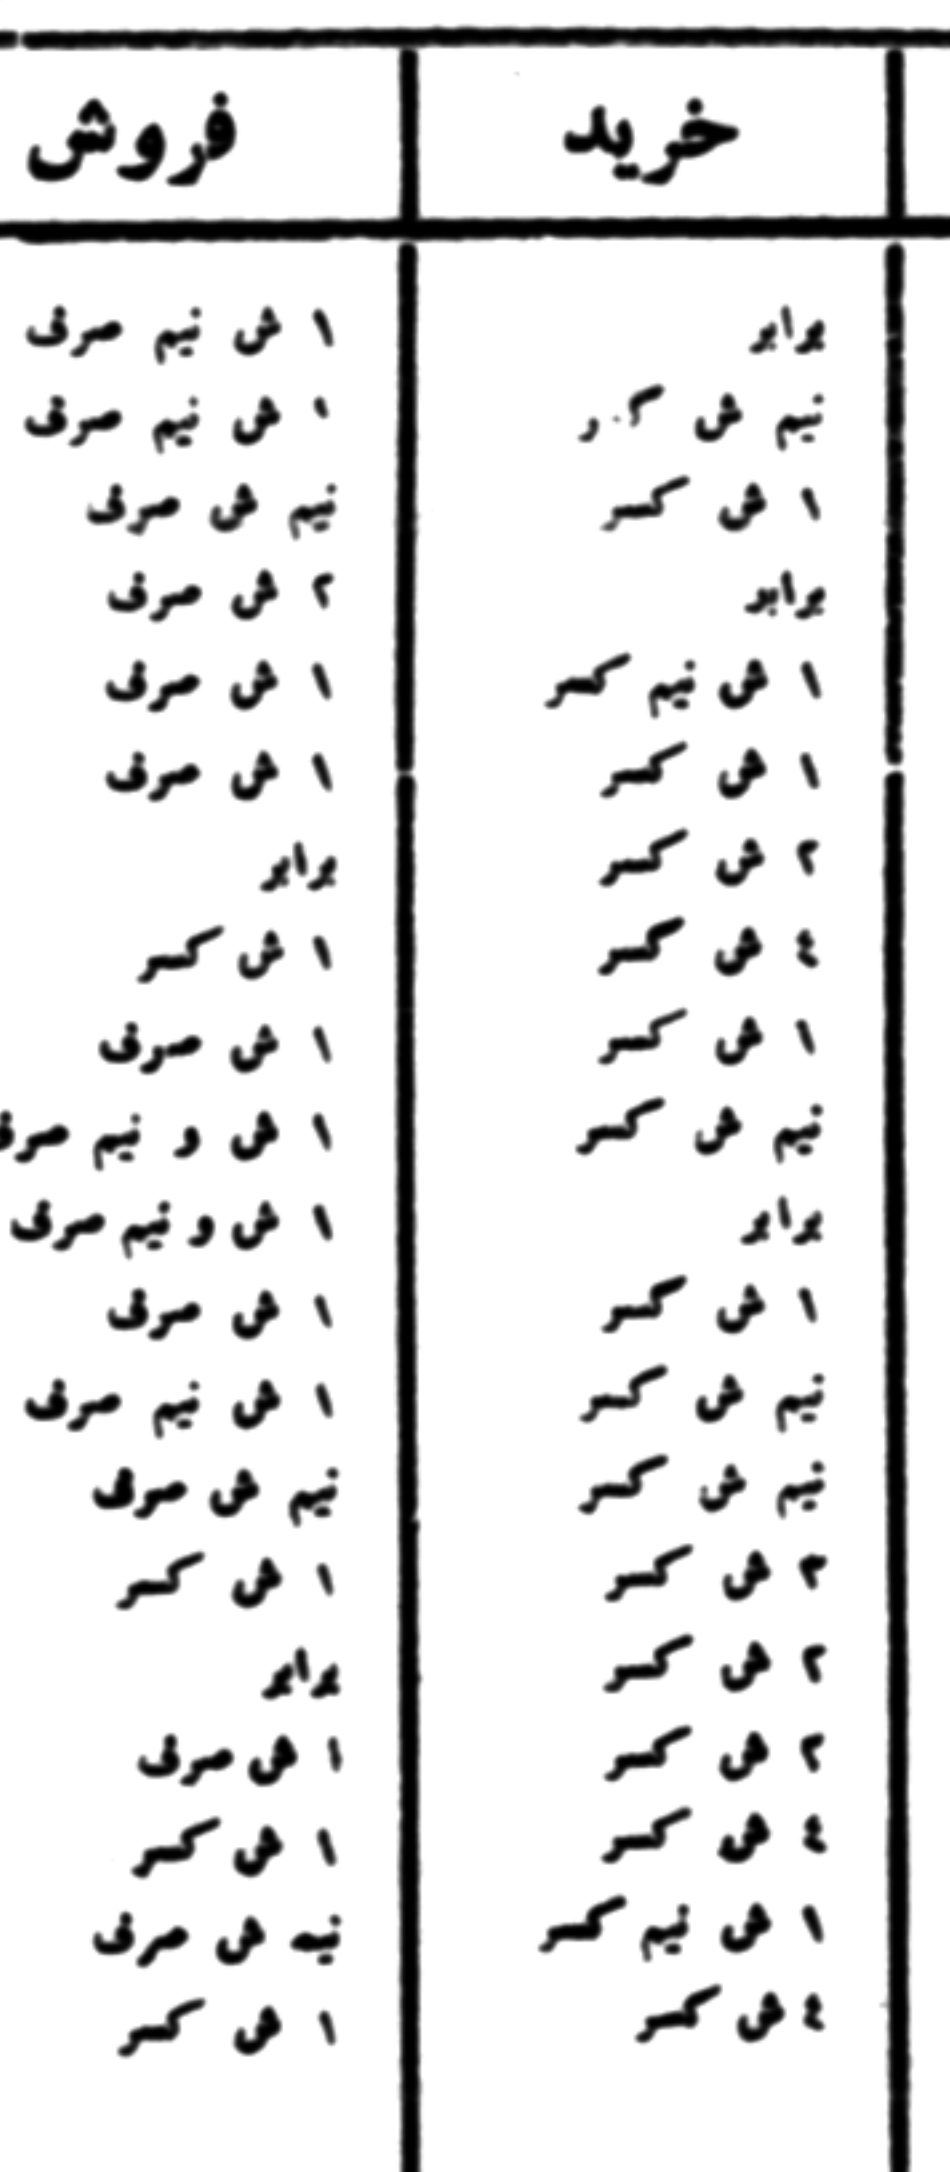 خرید فروش
برابر ۱ ش نیم صرف
نیم ش ۱ ش نیم صرف
۱ ش کسر نیم ش صرف
برابر ۲ ش صرف
۱ ش نیم کسر ۱ ش صرف
۱ ش کسر ۱ ش صرف
۲ ش کسر برابر
٤ ش کسر ۱ ش کسر
۱ ش کسر ۱ ش صرف
نیم ش کسر ۱ ش و نیم صرف
برابر ۱ ش و نیم صرف
۱ ش کسر ۱ ش صرف
نیم ش کسر ۱ ش نیم صرف
نیم ش کسر نیم ش صرف
۳ ش کسر ۱ ش کسر
۲ ش کسر برابر
۲ ش کسر ۱ ش صرف
٤ ش کسر ۱ ش کسر
۱ ش نیم کسر نیم ش صرف
٤ ش کسر ۱ ش کسر